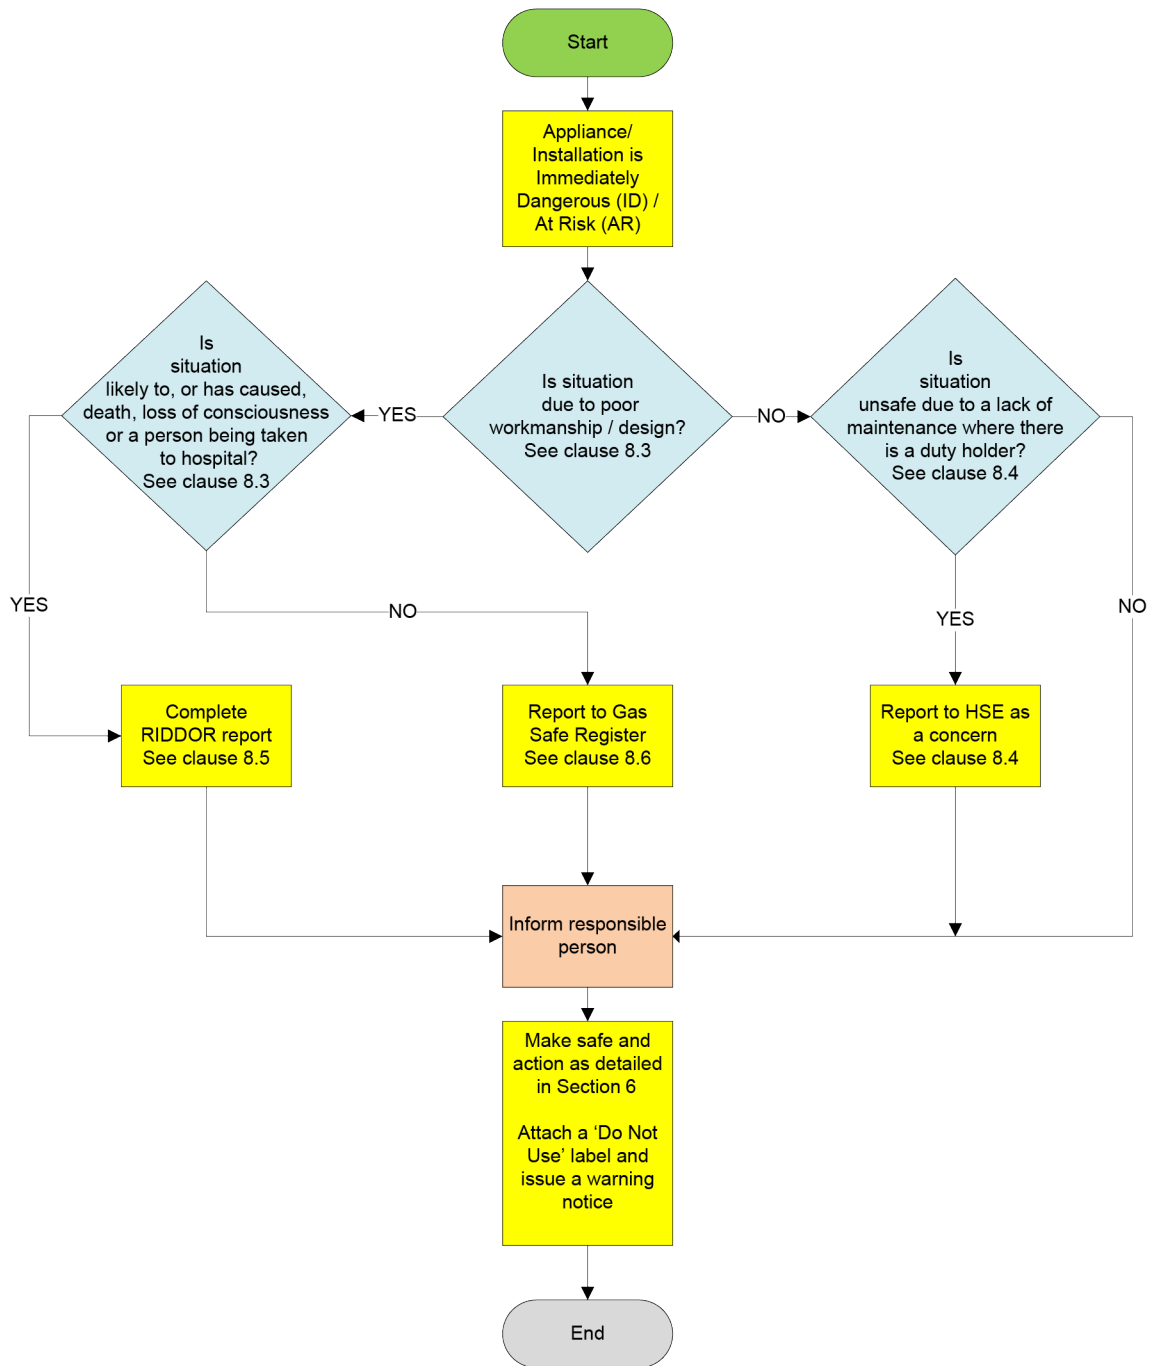 Start
Appliance/
Installation is
Immediately
Dangerous (ID) /
At Risk (AR)
Is
situation
likely to, or has caused,
death, loss of consciousness
or a person being taken
to hospital?
See clause 8.3
YES
Is situation
due to poor
workmanship / design?
See clause 8.3
NO
Is
situation
unsafe due to a lack of
maintenance where there
is a duty holder?
See clause 8.4
YES
NO
YES
NO
Complete
RIDDOR report
See clause 8.5
Report to Gas
Safe Register
See clause 8.6
Report to HSE as
a concern
See clause 8.4
Inform responsible
person
Make safe and
action as detailed
in Section 6
Attach a ‘Do Not
Use’ label and
issue a warning
notice
End